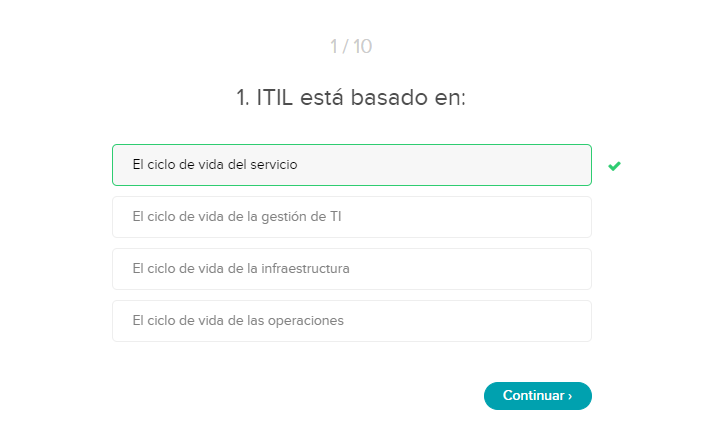 1 / 10
1. ITIL está basado en:
El ciclo de vida del servicio
El ciclo de vida de la gestión de TI
El ciclo de vida de la infraestructura
El ciclo de vida de las operaciones
Continuar ›